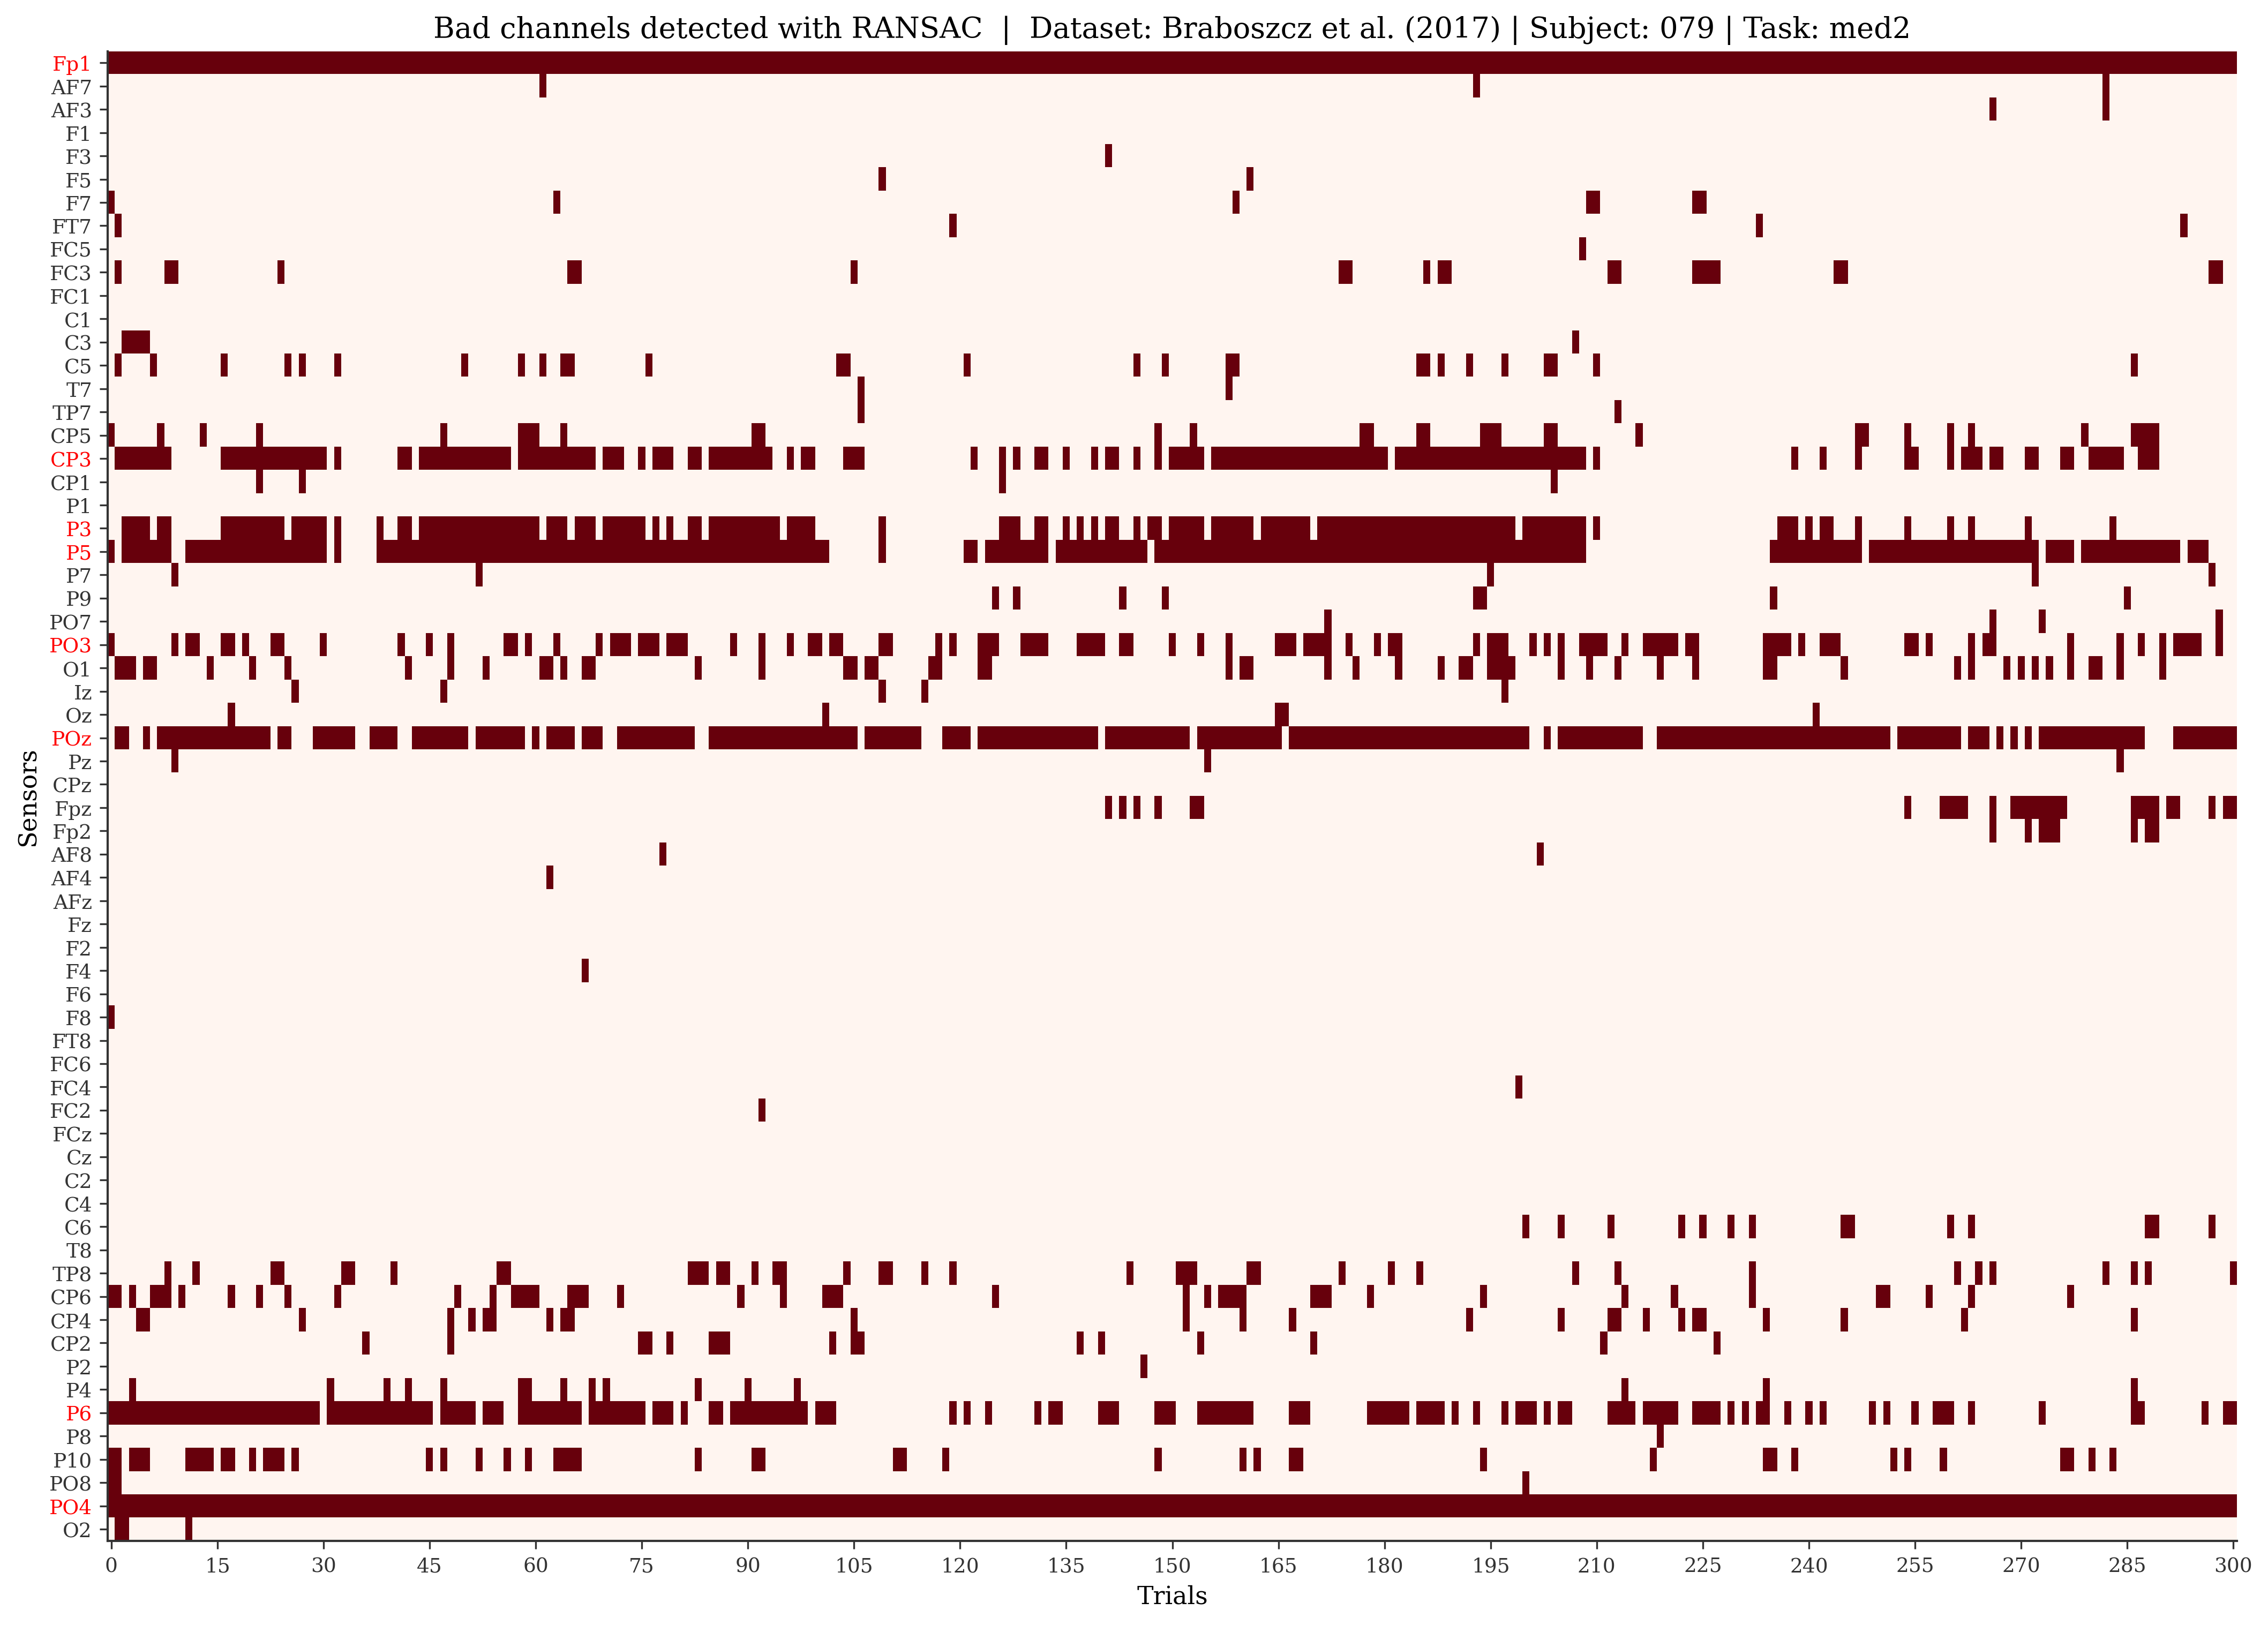 Bad channels detected with RANSAC | Dataset: Braboszcz et al. (2017) | Subject: 079 | Task: med2
Sensors
Fp1
AF7
AF3
F1
F3
F5
F7
FT7
FC5
FC3
FC1
C1
C3
C5
T7
TP7
CP5
CP3
CP1
P1
P3
P5
P7
P9
PO7
PO3
O1
Iz
Oz
POz
Pz
CPz
Fpz
Fp2
AF8
AF4
AFz
Fz
F2
F4
F6
F8
FT8
FC6
FC4
FC2
FCz
Cz
C2
C4
C6
T8
TP8
CP6
CP4
CP2
P2
P4
P6
P8
P10
PO8
PO4
O2
0 15 30 45 60 75 90 105 120 135 150 165 180 195 210 225 240 255 270 285 300
Trials